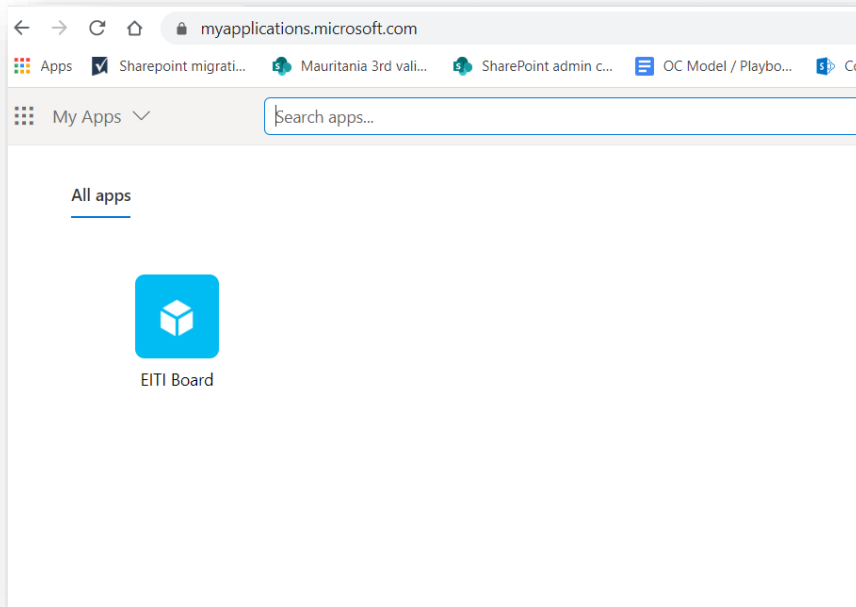 myapplications.microsoft.com
Apps Sharepoint migrati... Mauritania 3rd vali... SharePoint admin c... OC Model / Playbo... Co
My Apps Search apps...
All apps
EITI Board